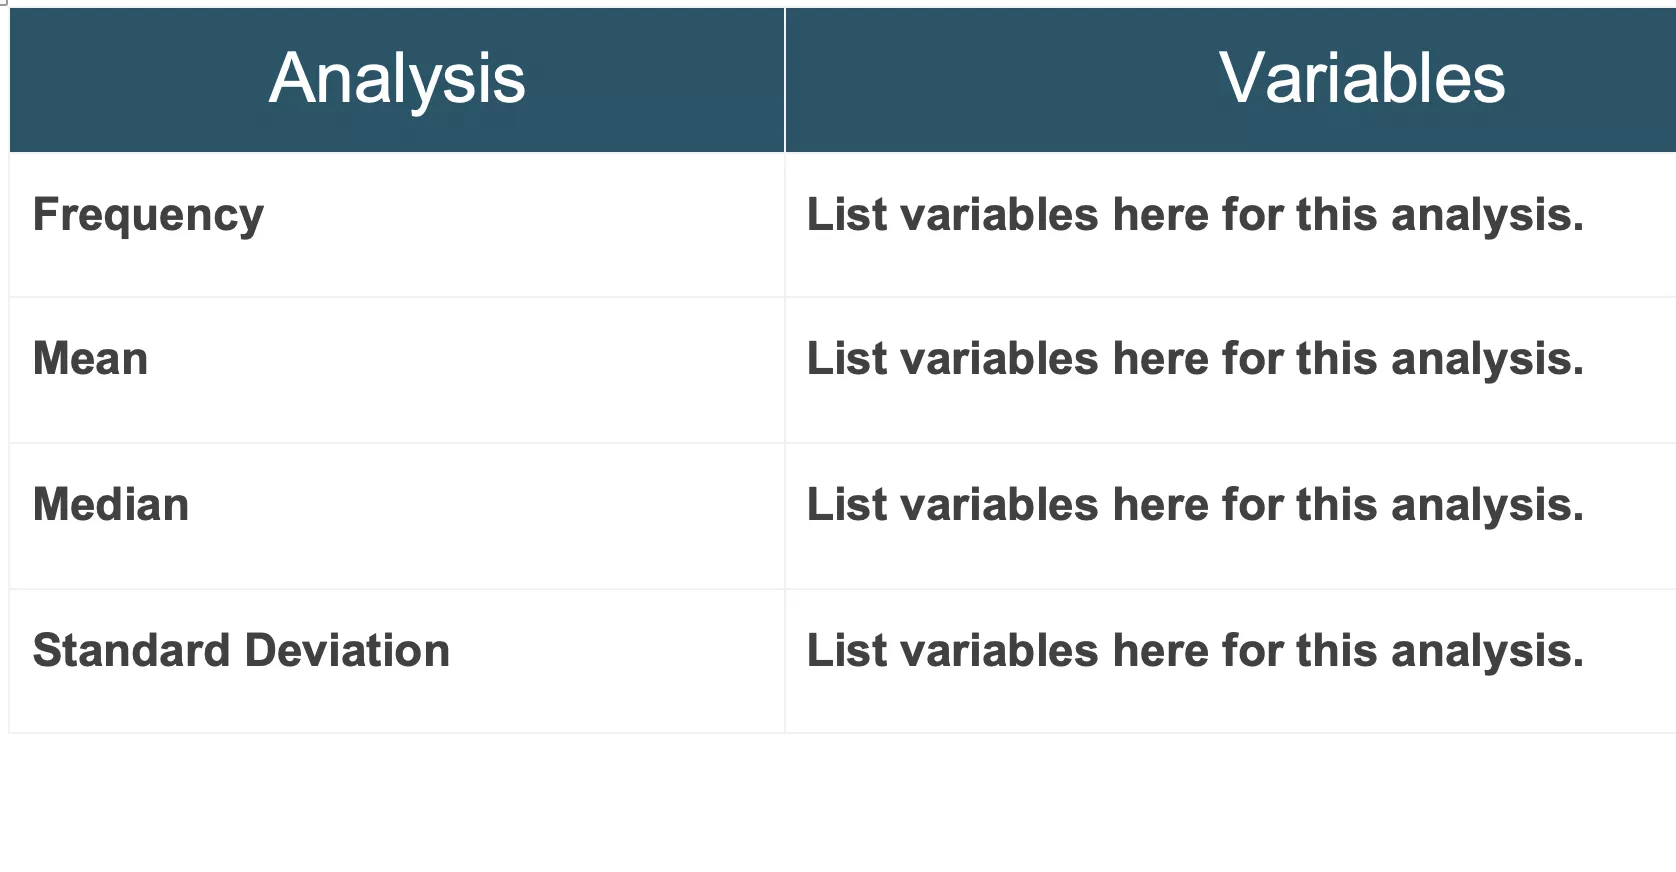 Analysis Variables
Frequency List variables here for this analysis.
Mean List variables here for this analysis.
Median List variables here for this analysis.
Standard Deviation List variables here for this analysis.